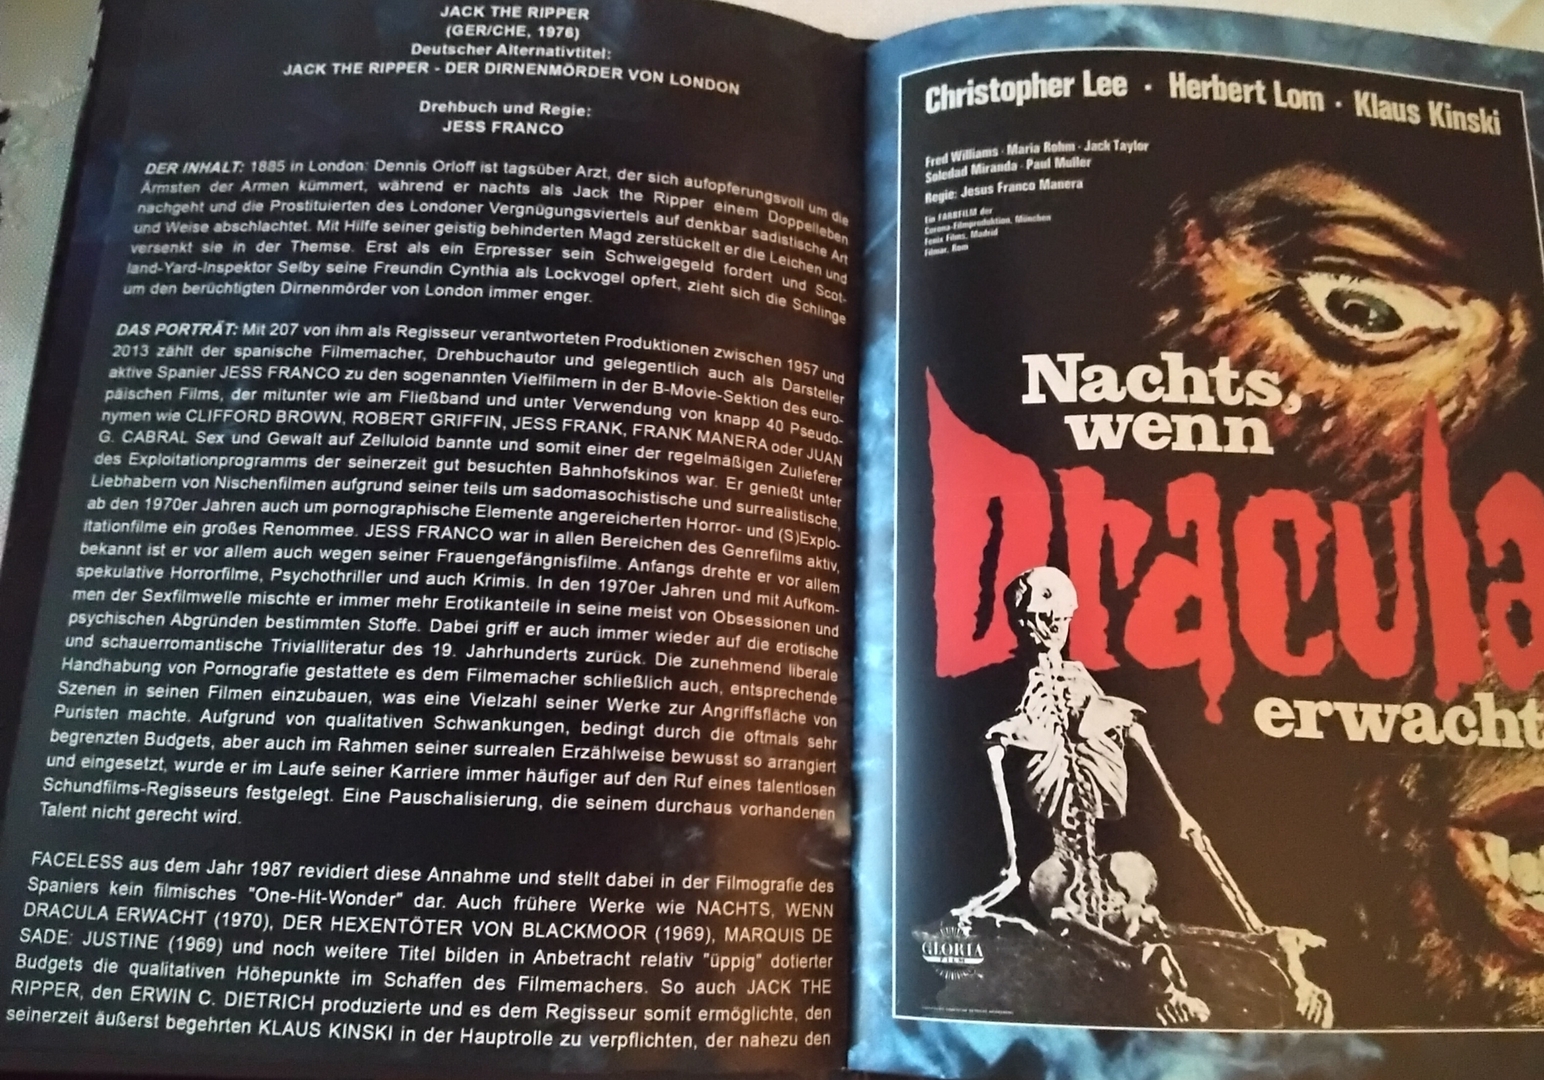 JACK THE RIPPER
(GER/CHE, 1976)
Deutscher Alternativtitel:
JACK THE RIPPER - DER DIRNENMÖRDER VON LONDON
Drehbuch und Regie:
JESS FRANCO
DER INHALT: 1885 in London: Dennis Orloff ist tagsüber Arzt, der sich aufopferungsvoll um die
Ärmsten der Armen kümmert, während er nachts als Jack the Ripper einem Doppelleben
nachgeht und die Prostituierten des Londoner Vergnügungsviertels auf denkbar sadistische Art
und Weise abschlachtet. Mit Hilfe seiner geistig behinderten Magd zerstückelt er die Leichen und
versenkt sie in der Themse. Erst als ein Erpresser sein Schweigegeld fordert und Scot-
land-Yard-Inspektor Selby seine Freundin Cynthia als Lockvogel opfert, zieht sich die Schlinge
um den berüchtigten Dirnenmörder von London immer enger.
DAS PORTRÄT: Mit 207 von ihm als Regisseur verantworteten Produktionen zwischen 1957 und
2013 zählt der spanische Filmemacher, Drehbuchautor und gelegentlich auch als Darsteller
aktive Spanier JESS FRANCO zu den sogenannten Vielfilmern in der B-Movie-Sektion des euro-
päischen Films, der mitunter wie am Fließband und unter Verwendung von knapp 40 Pseudo-
nymen wie CLIFFORD BROWN, ROBERT GRIFFIN, JESS FRANK, FRANK MANERA oder JUAN
G. CABRAL Sex und Gewalt auf Zelluloid bannte und somit einer der regelmäßigen Zulieferer
des Exploitationprogramms der seinerzeit gut besuchten Bahnhofskinos war. Er genießt unter
Liebhabern von Nischenfilmen aufgrund seiner teils um sadomasochistische und surrealistische,
ab den 1970er Jahren auch um pornographische Elemente angereicherten Horror- und (S)Explo-
itationfilme ein großes Renommee. JESS FRANCO war in allen Bereichen des Genrefilms aktiv,
bekannt ist er vor allem auch wegen seiner Frauengefängnisfilme. Anfangs drehte er vor allem
spekulative Horrorfilme, Psychothriller und auch Krimis. In den 1970er Jahren und mit Aufkom-
men der Sexfilmwelle mischte er immer mehr Erotikanteile in seine meist von Obsessionen und
psychischen Abgründen bestimmten Stoffe. Dabei griff er auch immer wieder auf die erotische
und schauerromantische Trivialliteratur des 19. Jahrhunderts zurück. Die zunehmend liberale
Handhabung von Pornografie gestattete es dem Filmemacher schließlich auch, entsprechende
Szenen in seinen Filmen einzubauen, was eine Vielzahl seiner Werke zur Angriffsfläche von
Puristen machte. Aufgrund von qualitativen Schwankungen, bedingt durch die oftmals sehr
begrenzten Budgets, aber auch im Rahmen seiner surrealen Erzählweise bewusst so arrangiert
und eingesetzt, wurde er im Laufe seiner Karriere immer häufiger auf den Ruf eines talentlosen
Schundfilms-Regisseurs festgelegt. Eine Pauschalisierung, die seinem durchaus vorhandenen
Talent nicht gerecht wird.
FACELESS aus dem Jahr 1987 revidiert diese Annahme und stellt dabei in der Filmografie des
Spaniers kein filmisches "One-Hit-Wonder" dar. Auch frühere Werke wie NACHTS, WENN
DRACULA ERWACHT (1970), DER HEXENTÖTER VON BLACKMOOR (1969), MARQUIS DE
SADE: JUSTINE (1969) und noch weitere Titel bilden in Anbetracht relativ "üppig" dotierter
Budgets die qualitativen Höhepunkte im Schaffen des Filmemachers. So auch JACK THE
RIPPER, den ERWIN C. DIETRICH produzierte und es dem Regisseur somit ermöglichte, den
seinerzeit äußerst begehrten KLAUS KINSKI in der Hauptrolle zu verpflichten, der nahezu den
Christopher Lee · Herbert Lom · Klaus Kinski
Fred Williams · Maria Rohm · Jack Taylor
Soledad Miranda · Paul Muller
Regie: Jesus Franco Manera
Ein FARBFILM der
Corona-Filmproduktion, München
Fenix Films, Madrid
Filmar, Rom
Nachts,
wenn
Dracula
erwacht
GLORIA
FILM